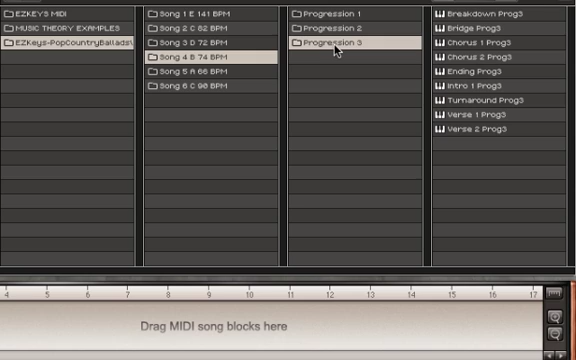 EZKEYS MIDI
MUSIC THEORY EXAMPLES
EZKeys-PopCountryBallads\
Song 1 E 141 BPM
Song 2 C 82 BPM
Song 3 D 72 BPM
Song 4 B 74 BPM
Song 5 A 66 BPM
Song 6 C 90 BPM
Progression 1
Progression 2
Progression 3
Breakdown Prog3
Bridge Prog3
Chorus 1 Prog3
Chorus 2 Prog3
Ending Prog3
Intro 1 Prog3
Turnaround Prog3
Verse 1 Prog3
Verse 2 Prog3
4 5 6 7 8 9 10 11 12 13 14 15 16 17
Drag MIDI song blocks here